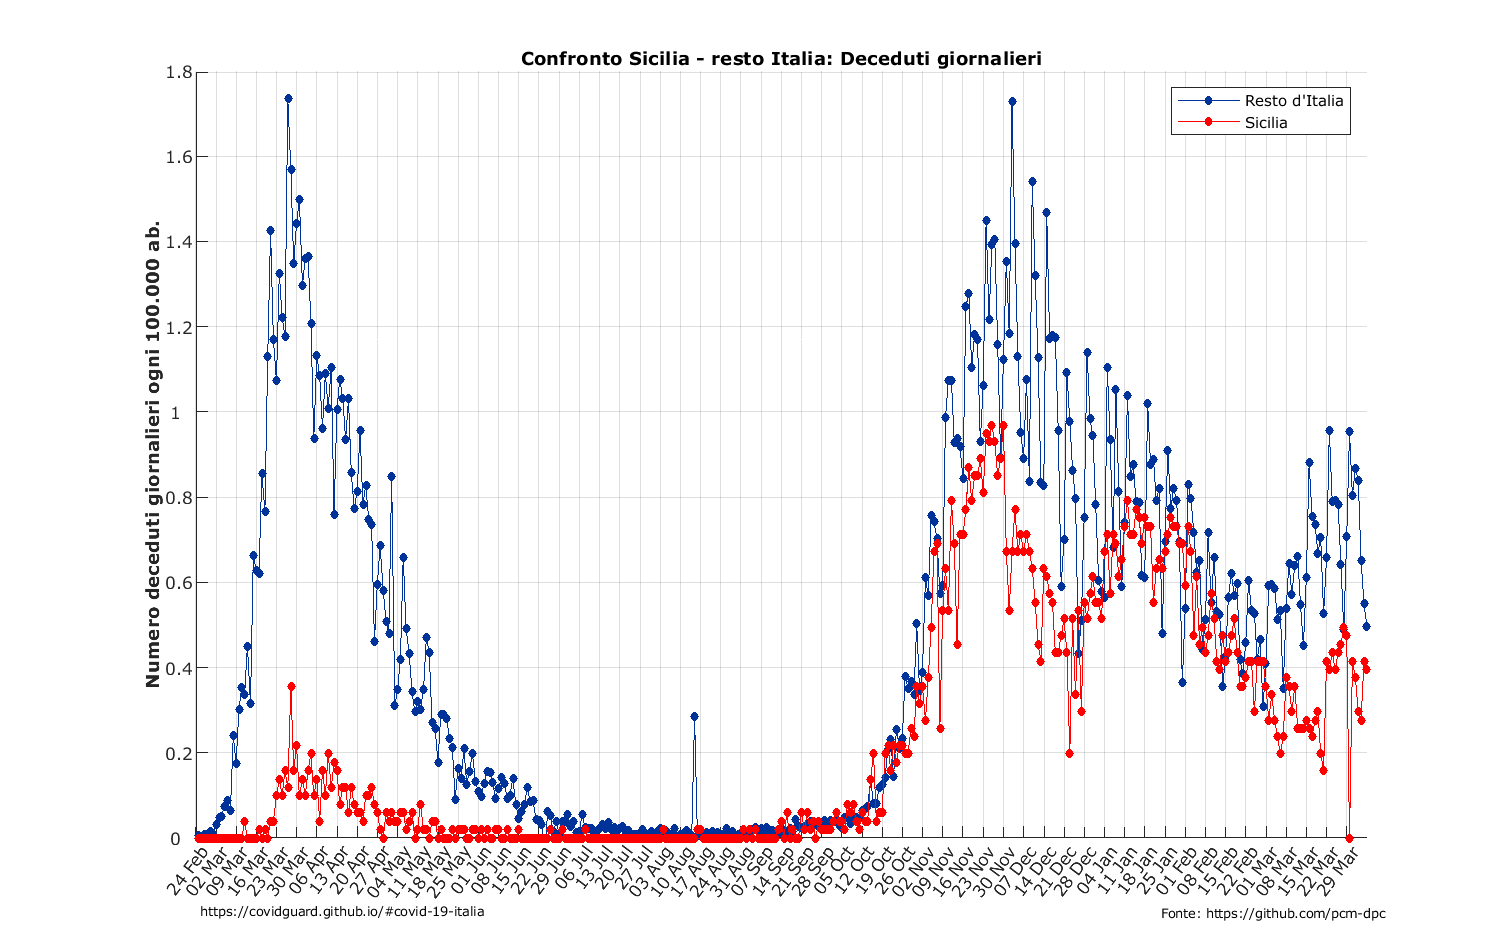 Confronto Sicilia - resto Italia: Deceduti giornalieri
Numero deceduti giornalieri ogni 100.000 ab.
1.8
1.6
1.4
1.2
1
0.8
0.6
0.4
0.2
0
Resto d'Italia
Sicilia
24 Feb
02 Mar
09 Mar
16 Mar
23 Mar
30 Mar
06 Apr
13 Apr
20 Apr
27 Apr
04 May
11 May
18 May
25 May
01 Jun
08 Jun
15 Jun
22 Jun
29 Jun
06 Jul
13 Jul
20 Jul
27 Jul
03 Aug
10 Aug
17 Aug
24 Aug
31 Aug
07 Sep
14 Sep
21 Sep
28 Sep
05 Oct
12 Oct
19 Oct
26 Oct
02 Nov
09 Nov
16 Nov
23 Nov
30 Nov
07 Dec
14 Dec
21 Dec
28 Dec
04 Jan
11 Jan
18 Jan
25 Jan
01 Feb
08 Feb
15 Feb
22 Feb
01 Mar
08 Mar
15 Mar
22 Mar
29 Mar
https://covidguard.github.io/#covid-19-italia
Fonte: https://github.com/pcm-dpc